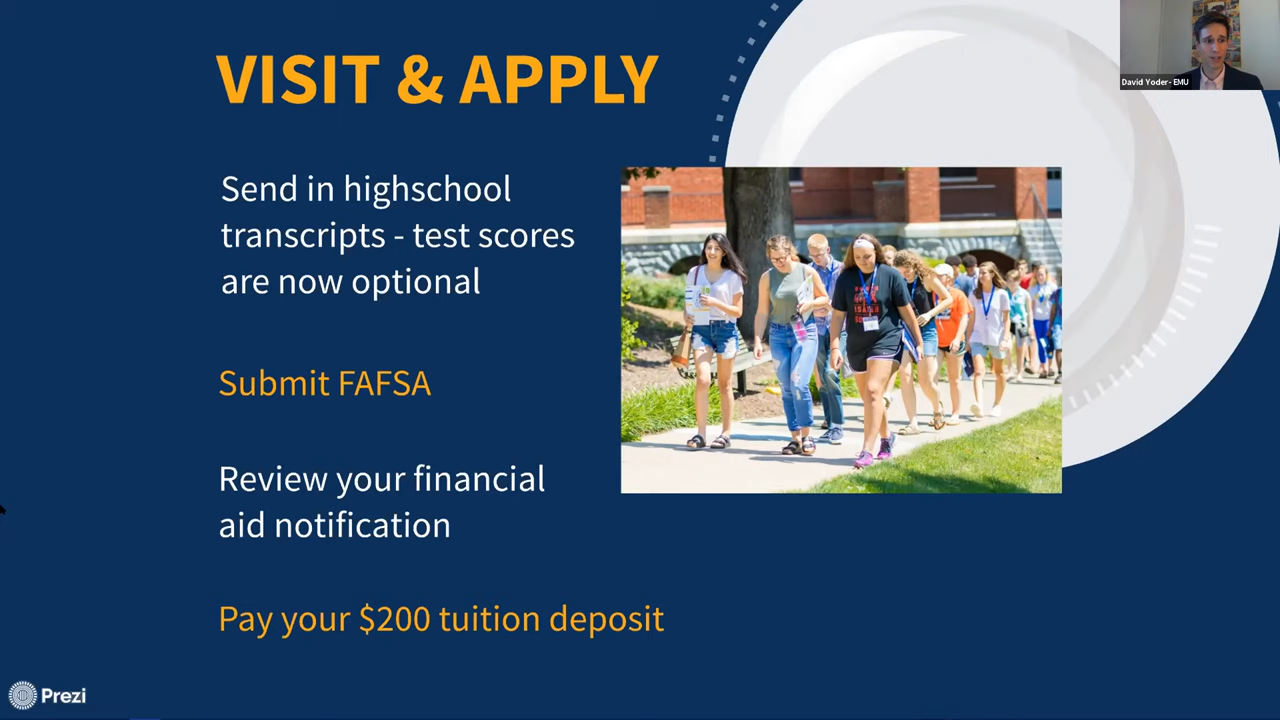 VISIT & APPLY
David Yoder- EMU
Send in highschool
transcripts - test scores
are now optional
Submit FAFSA
Review your financial
aid notification
Pay your $200 tuition deposit
Prezi